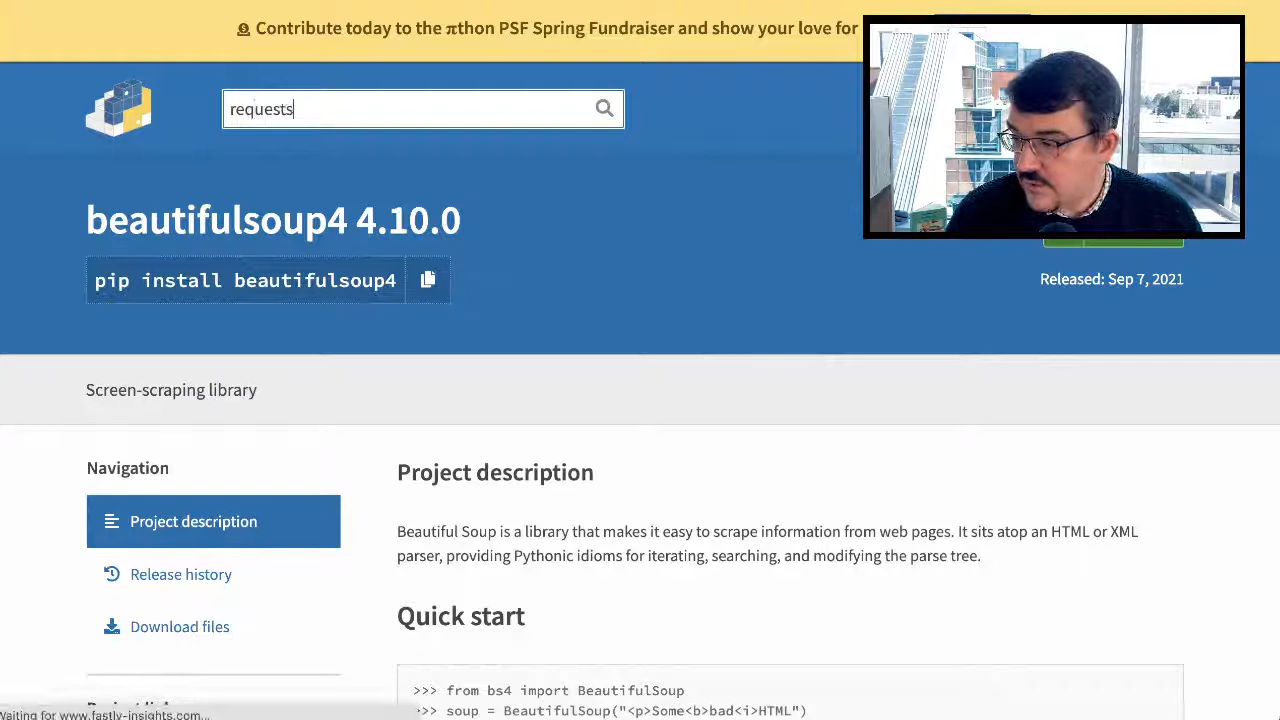 Contribute today to the πthon PSF Spring Fundraiser and show your love for
requests
beautifulsoup4 4.10.0
pip install beautifulsoup4
Released: Sep 7, 2021
Screen-scraping library
Navigation
Project description
Release history
Download files
Project description
Beautiful Soup is a library that makes it easy to scrape information from web pages. It sits atop an HTML or XML
parser, providing Pythonic idioms for iterating, searching, and modifying the parse tree.
Quick start
>>> from bs4 import BeautifulSoup
>>> soup = BeautifulSoup("<p>Some<b>bad<i>HTML")
Waiting for www.fastly-insights.com...